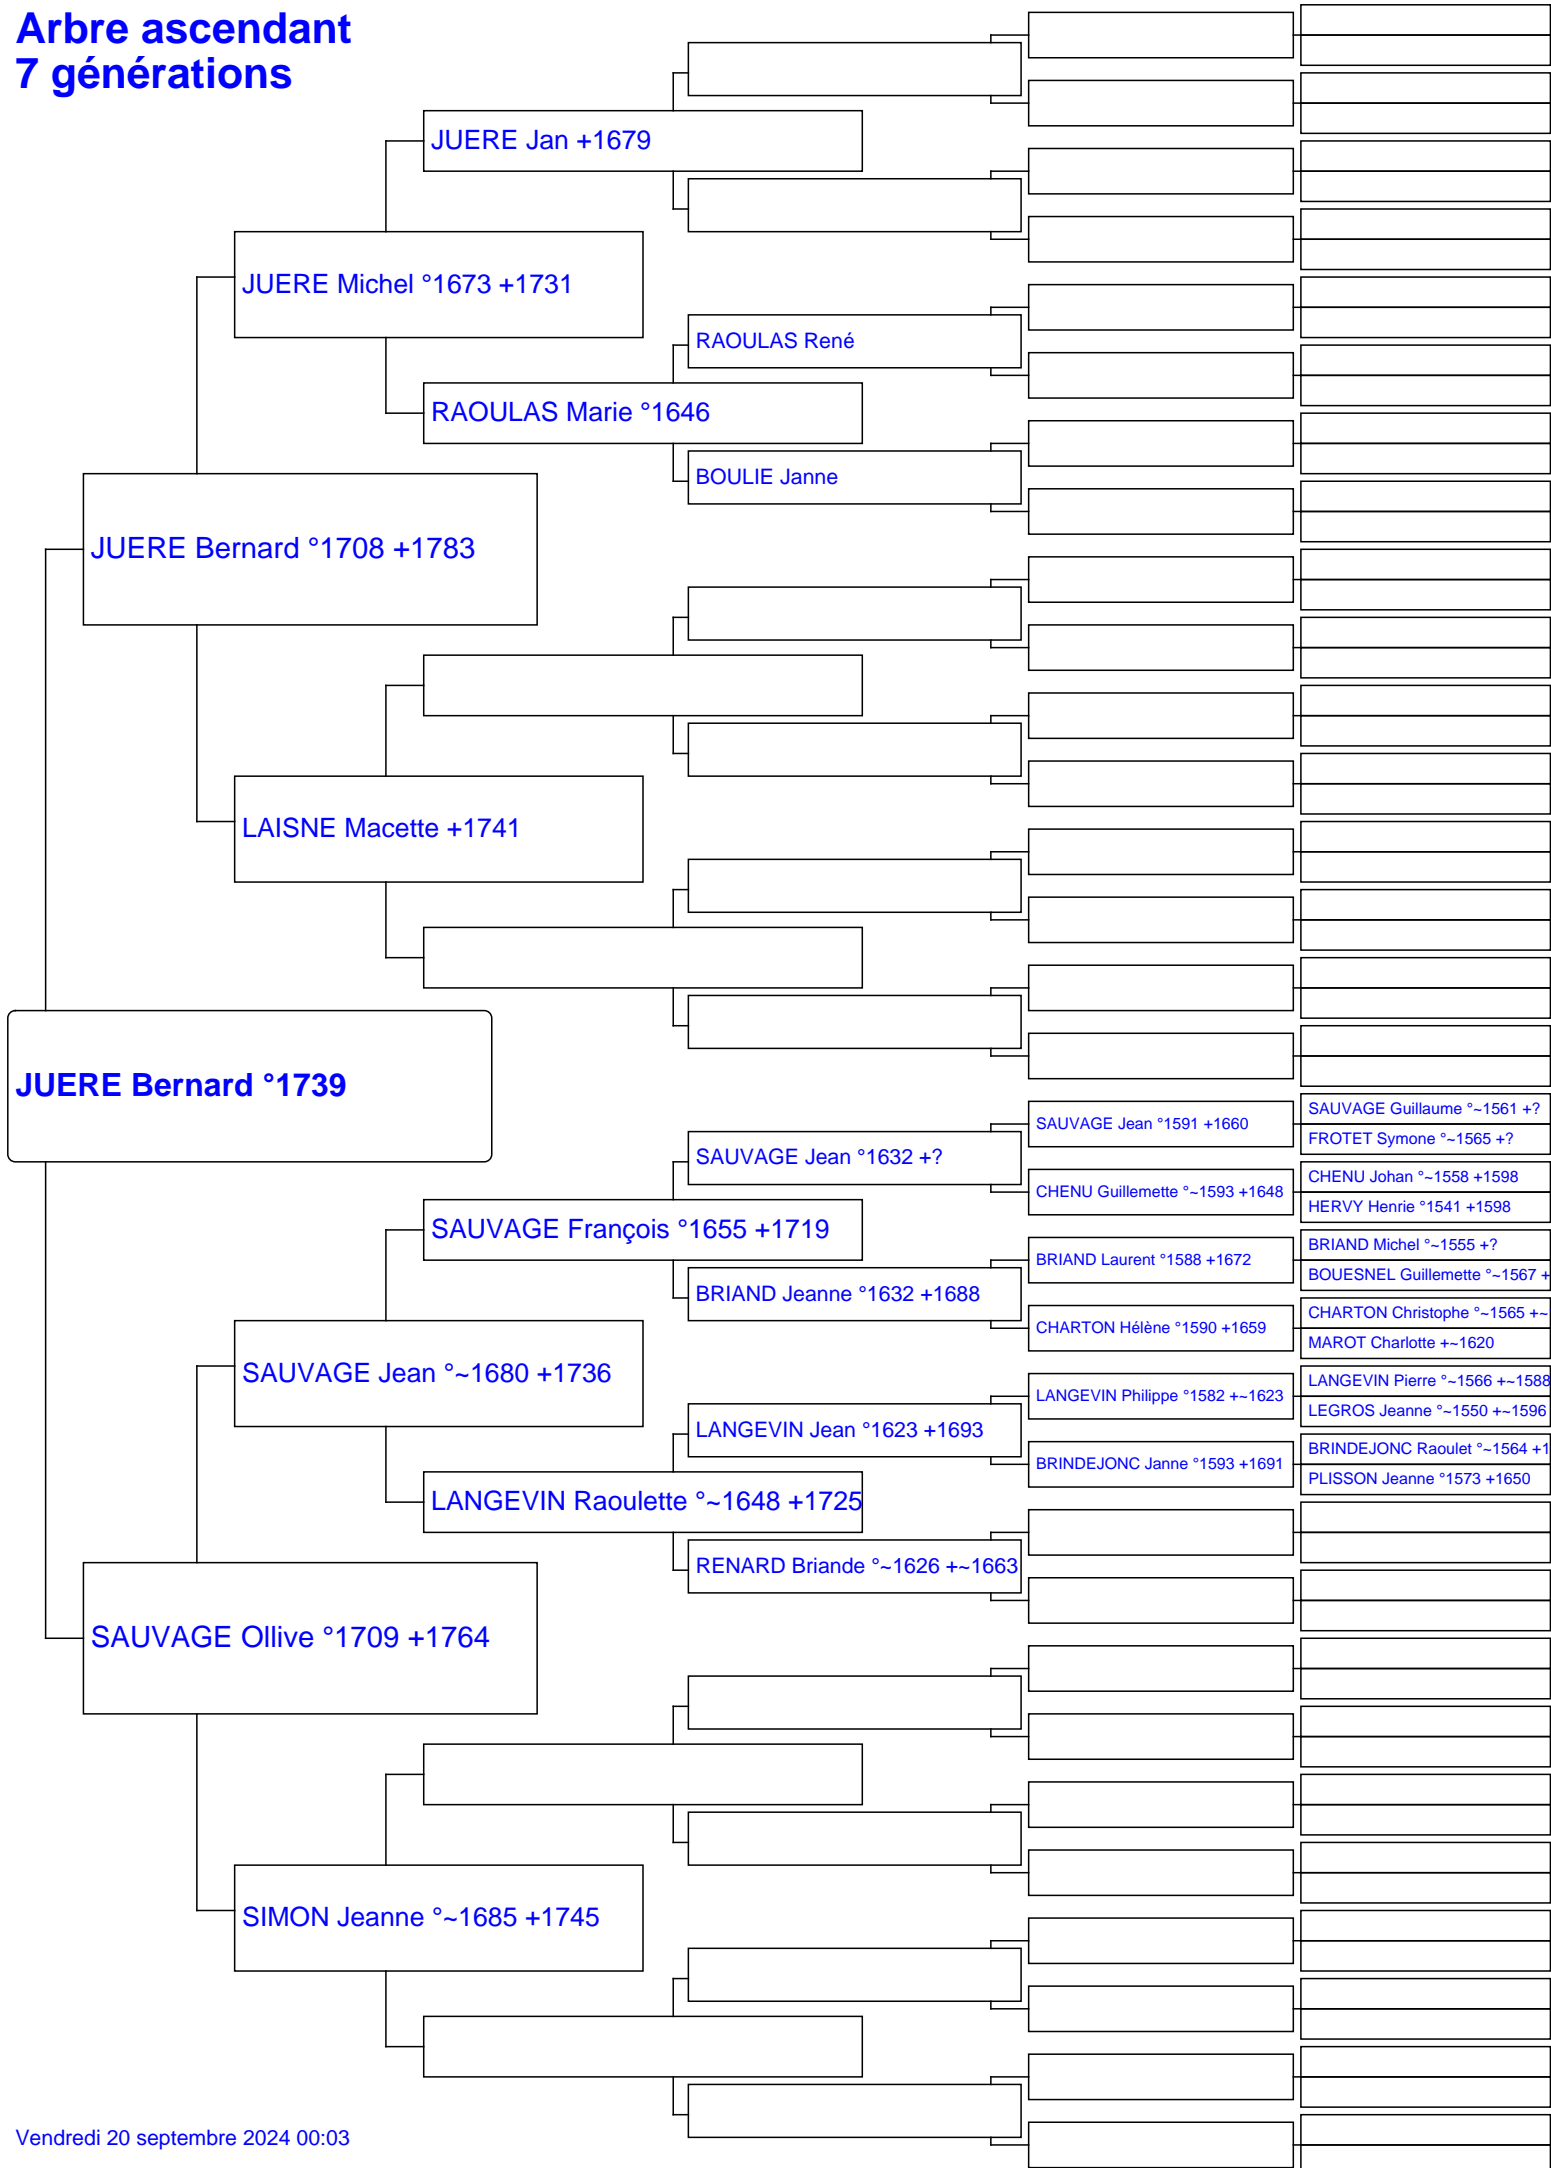 Arbre ascendant
7 générations
JUERE Jan +1679
JUERE Michel °1673 +1731
RAOULAS René
RAOULAS Marie °1646
BOULIE Janne
JUERE Bernard °1708 +1783
LAISNE Macette +1741
JUERE Bernard °1739
SAUVAGE Guillaume °~1561 +?
SAUVAGE Jean °1591 +1660
FROTET Symone °~1565 +?
SAUVAGE Jean °1632 +?
CHENU Johan °~1558 +1598
CHENU Guillemette °~1593 +1648
HERVY Henrie °1541 +1598
SAUVAGE François °1655 +1719
BRIAND Michel °~1555 +?
BRIAND Laurent °1588 +1672
BOUESNEL Guillemette °~1567 +
BRIAND Jeanne °1632 +1688
CHARTON Christophe °~1565 +~
CHARTON Hélène °1590 +1659
MAROT Charlotte +~1620
SAUVAGE Jean °~1680 +1736
LANGEVIN Pierre °~1566 +~1588
LANGEVIN Philippe °1582 +~1623
LEGROS Jeanne °~1550 +~1596
LANGEVIN Jean °1623 +1693
BRINDEJONC Raoulet °~1564 +1
BRINDEJONC Janne °1593 +1691
PLISSON Jeanne °1573 +1650
LANGEVIN Raoulette °~1648 +1725
RENARD Briande °~1626 +~1663
SAUVAGE Ollive °1709 +1764
SIMON Jeanne °~1685 +1745
Vendredi 20 septembre 2024 00:03